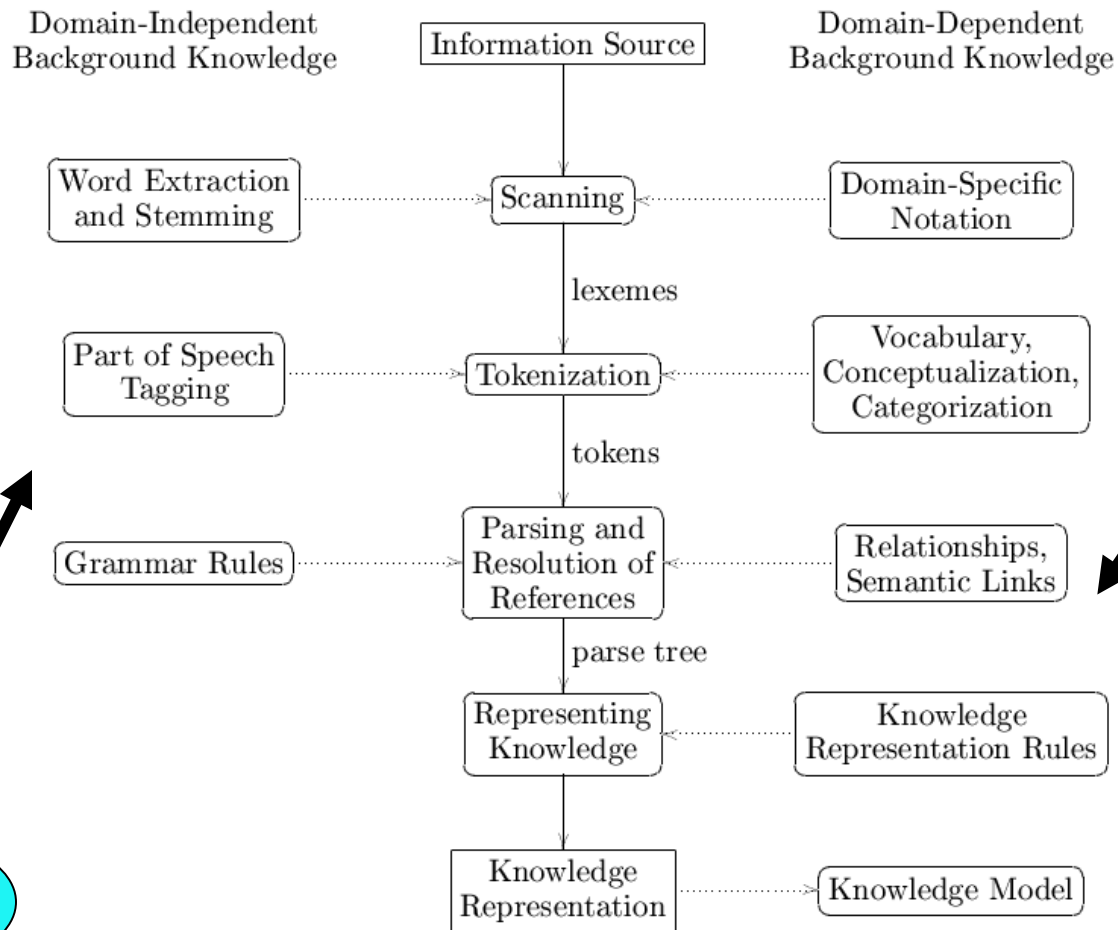 Domain-Independent
Background Knowledge
Information Source
Domain-Dependent
Background Knowledge
Word Extraction
and Stemming
Scanning
Domain-Specific
Notation
lexemes
Part of Speech
Tagging
Tokenization
Vocabulary,
Conceptualization,
Categorization
tokens
Grammar Rules
Parsing and
Resolution of
References
Relationships,
Semantic Links
parse tree
Representing
Knowledge
Knowledge
Representation Rules
Knowledge
Representation
Knowledge Model